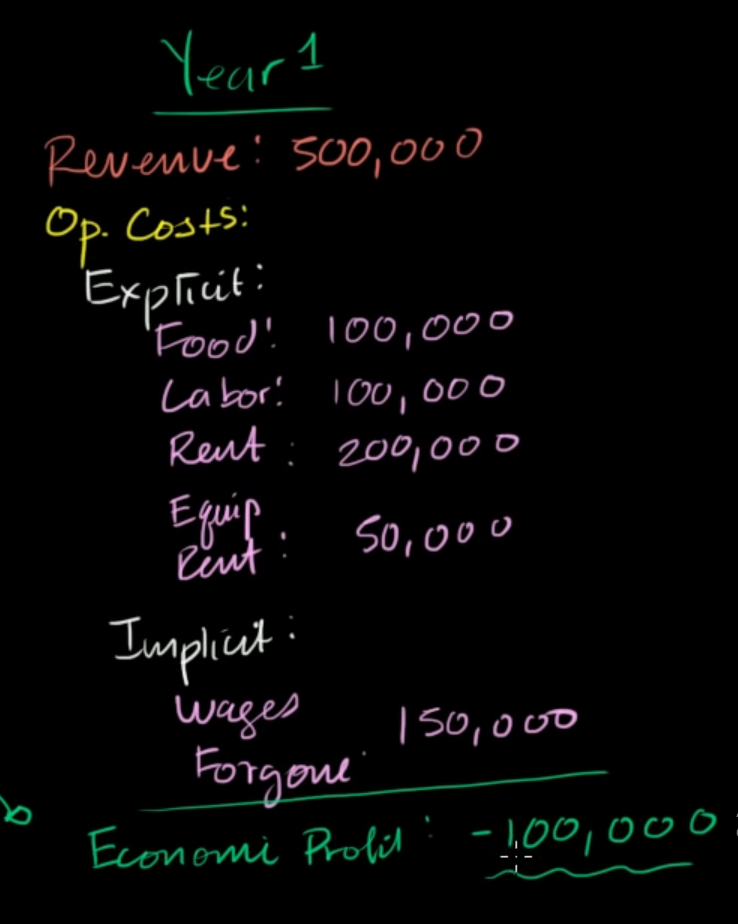 Year 1
Revenue: 500,000
Op. Costs:
Explicit:
Food: 100,000
Labor: 100,000
Rent : 200,000
Equip
Rent : 50,000
Implicit:
Wages
Forgone 150,000
Economic Profit : -100,000